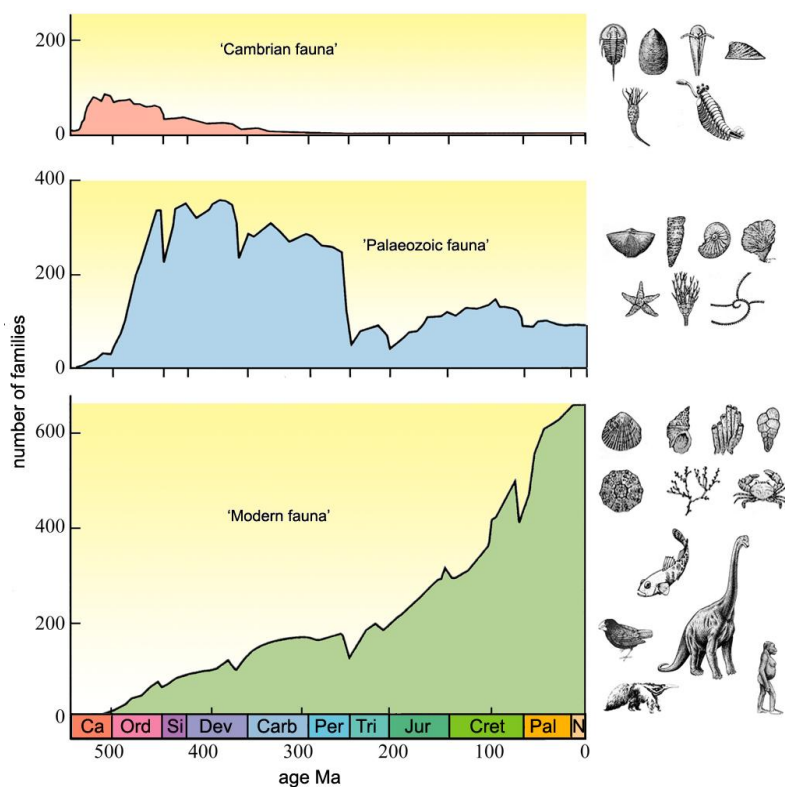 200
'Cambrian fauna'
0
400
'Palaeozoic fauna'
200
0
number of families
600
'Modern fauna'
400
200
0
Ca Ord Si Dev Carb Per Tri Jur Cret Pal N
500 400 300 200 100 0
age Ma